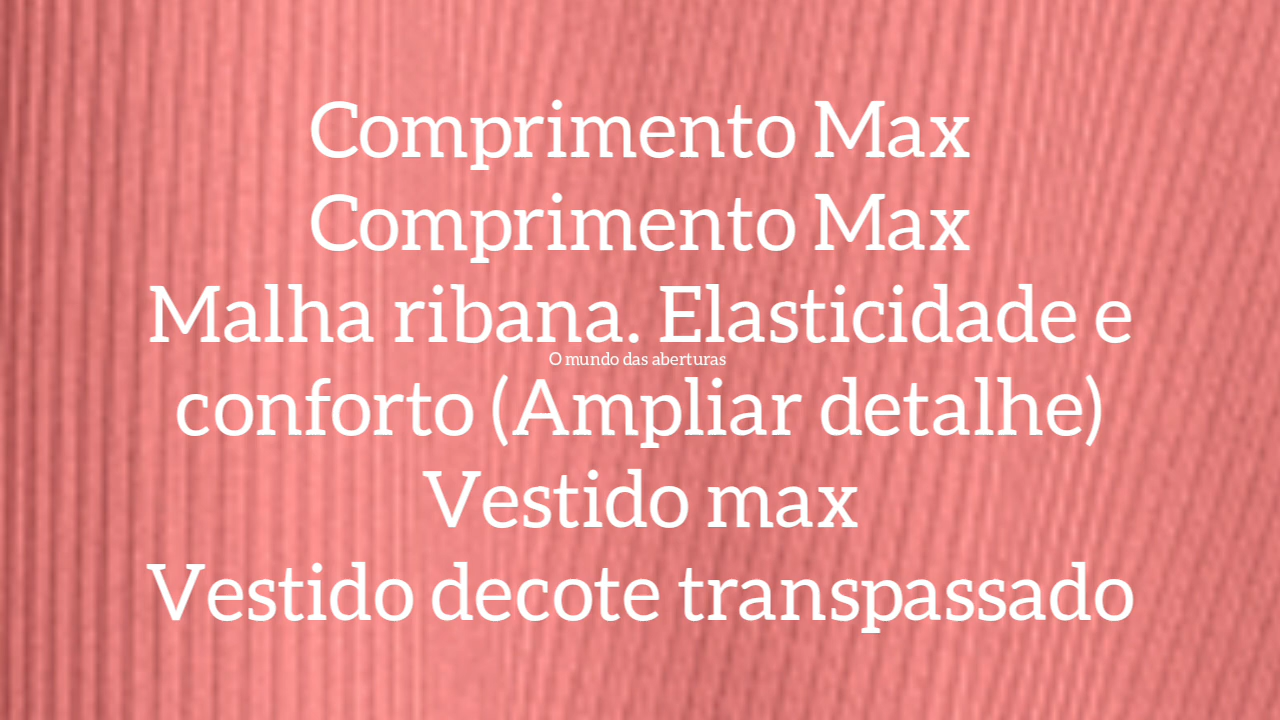 Comprimento Max
Comprimento Max
Malha ribana. Elasticidade e
O mundo das aberturas
conforto (Ampliar detalhe)
Vestido max
Vestido decote transpassado